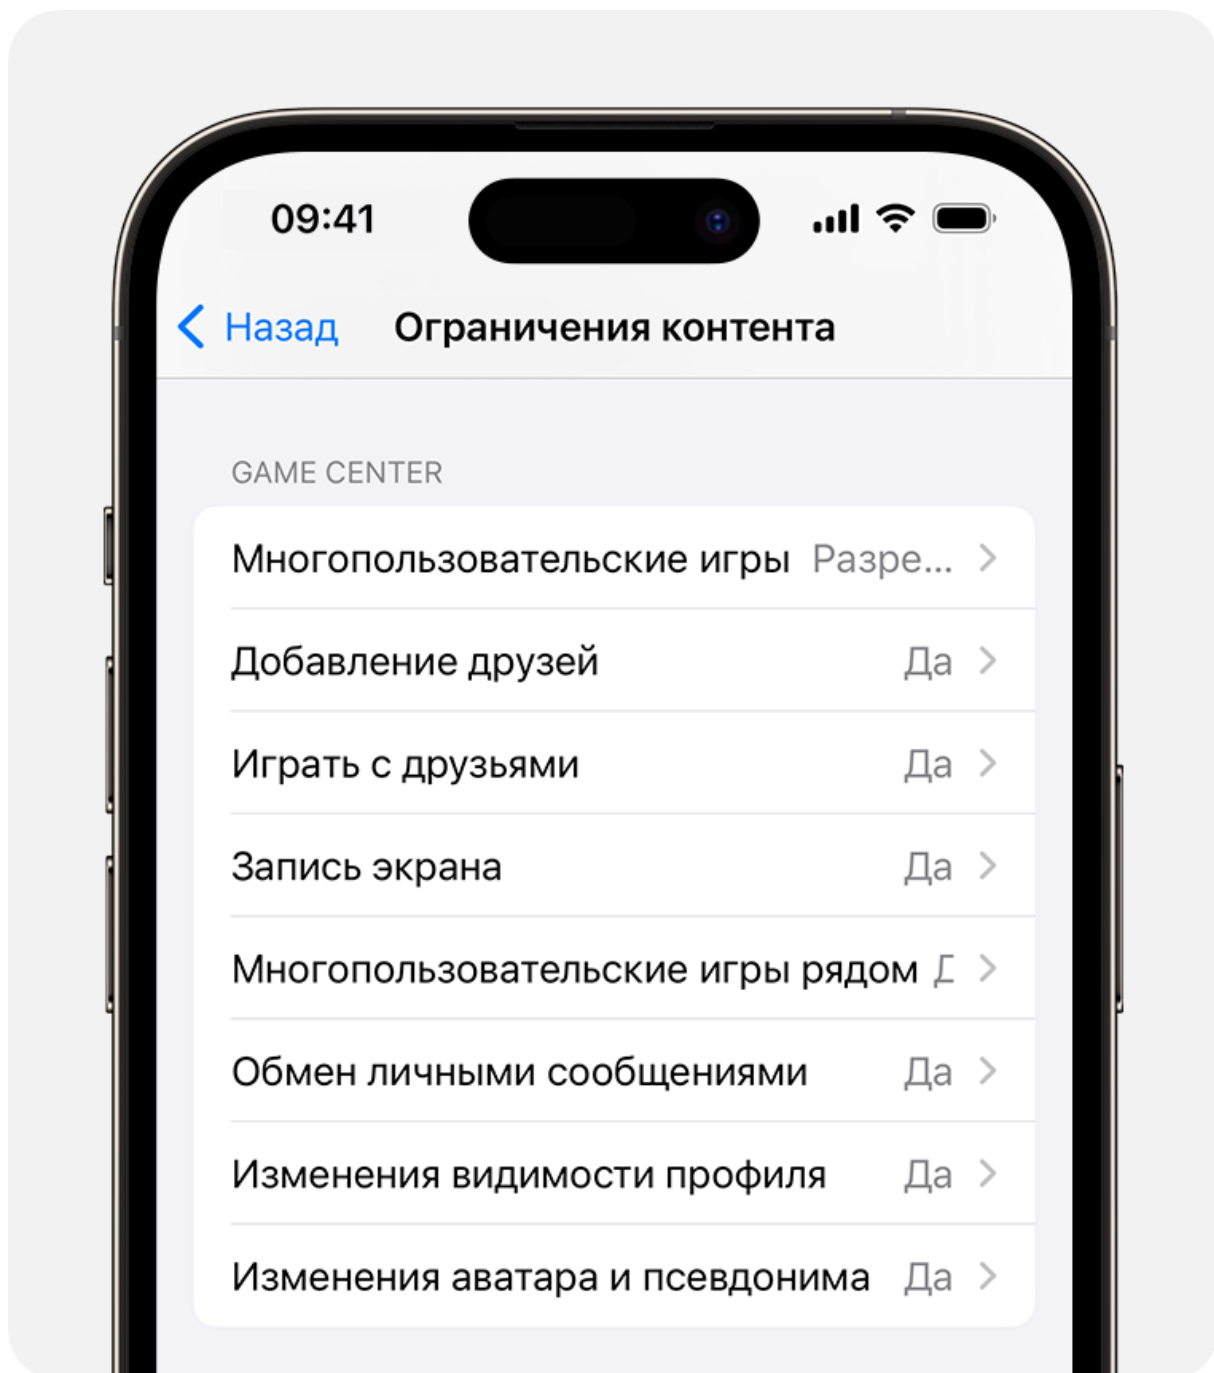 09:41
Назад Ограничения контента
GAME CENTER
Многопользовательские игры Разре...
Добавление друзей Да
Играть с друзьями Да
Запись экрана Да
Многопользовательские игры рядом
Обмен личными сообщениями Да
Изменения видимости профиля Да
Изменения аватара и псевдонима Да